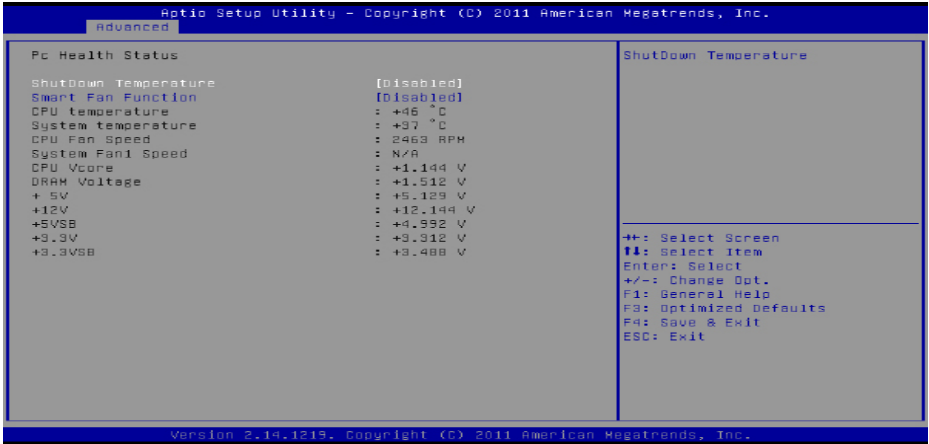 Aptio Setup Utility – Copyright (C) 2011 American Megatrends, Inc.
Advanced
Pc Health Status
ShutDown Temperature [Disabled]
Smart Fan Function [Disabled]
CPU temperature : +46 °C
System temperature : +37 °C
CPU Fan Speed : 2463 RPM
System Fan1 Speed : N/A
CPU Vcore : +1.144 V
DRAM Voltage : +1.512 V
+ 5V : +5.129 V
+12V : +12.144 V
+5VSB : +4.992 V
+3.3V : +3.312 V
+3.3VSB : +3.488 V
ShutDown Temperature
→←: Select Screen
↑↓: Select Item
Enter: Select
+/-: Change Opt.
F1: General Help
F3: Optimized Defaults
F4: Save & Exit
ESC: Exit
Version 2.14.1219. Copyright (C) 2011 American Megatrends, Inc.